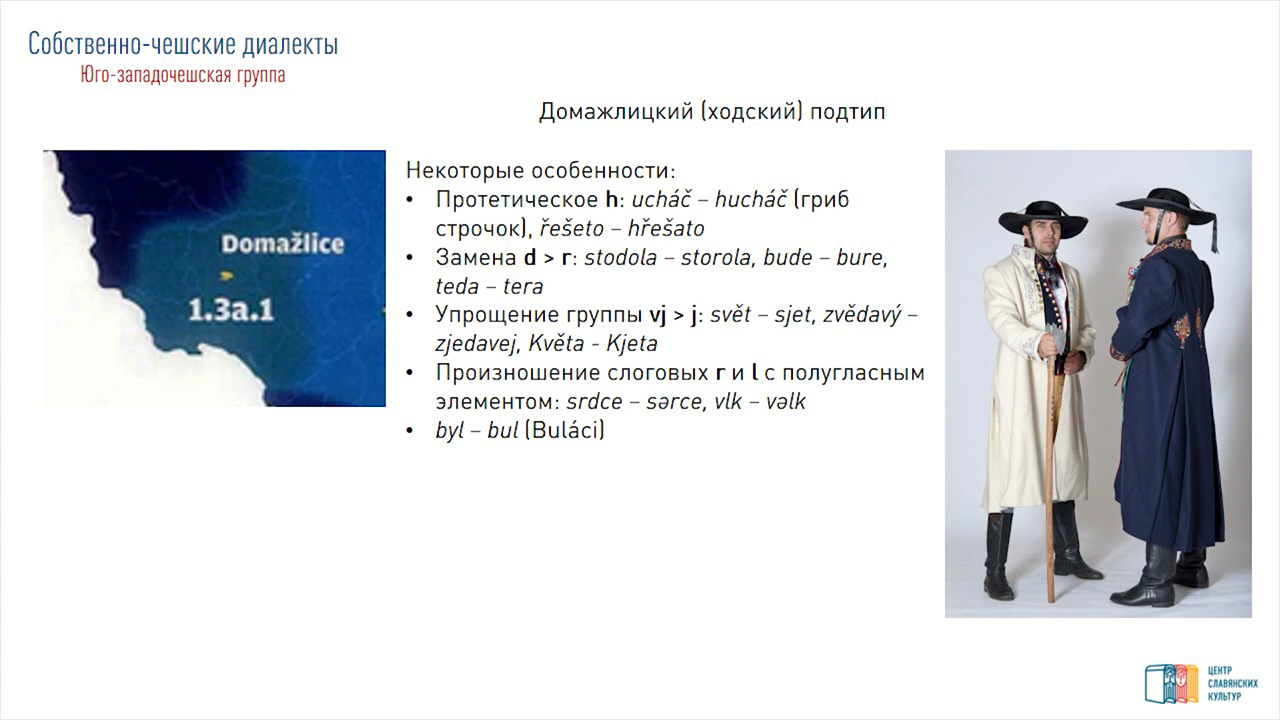 Собственно-чешские диалекты
Юго-западочешская группа
Домажлицкий (ходский) подтип
Domažlice
1.3a.1
Некоторые особенности:
• Протетическое h: ucháč – hucháč (гриб
строчок), řešeto – hřešato
• Замена d > r: stodola – storola, bude – bure,
teda – tera
• Упрощение группы vj > j: svět – sjet, zvědavý –
zjedavej, Květa - Kjeta
• Произношение слоговых r и l с полугласным
элементом: srdce – sərce, vlk – vəlk
• byl – bul (Buláci)
ЦЕНТР
СЛАВЯНСКИХ
КУЛЬТУР